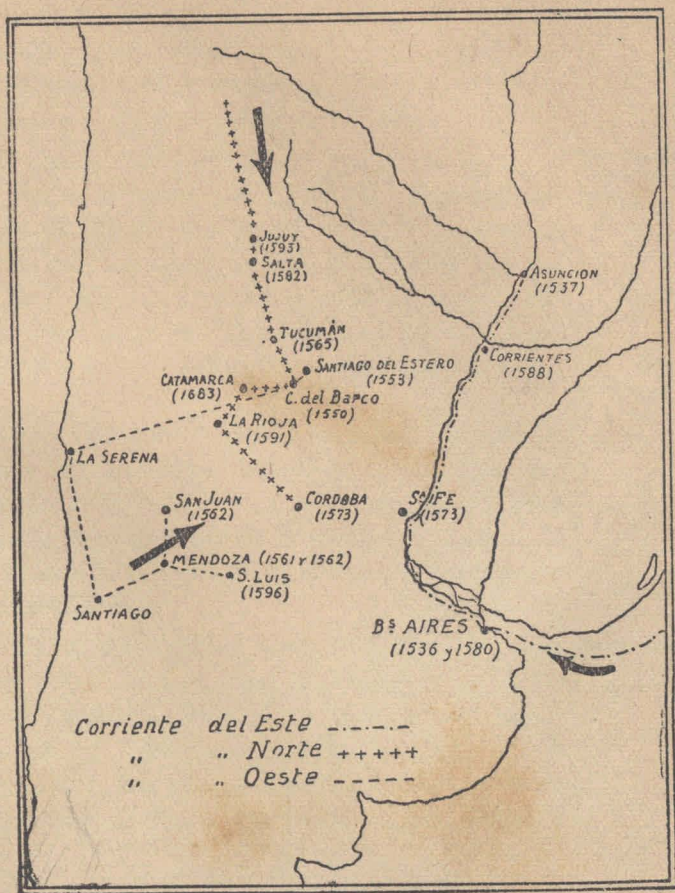 JUJUY
(1593)
SALTA
(1582)
ASUNCION
(1537)
TUCUMÁN
(1565)
CORRIENTES
(1588)
SANTIAGO DEL ESTERO
(1553)
CATAMARCA
(1683)
C. del Barco
(1550)
LA RIOJA
(1591)
LA SERENA
SAN JUAN
(1562)
CORDOBA
(1573)
Sta FE
(1573)
MENDOZA (1561 Y 1562)
S. LUIS
(1596)
SANTIAGO
Bs AIRES
(1536 y 1580)
Corriente del Este
" " Norte
" " Oeste